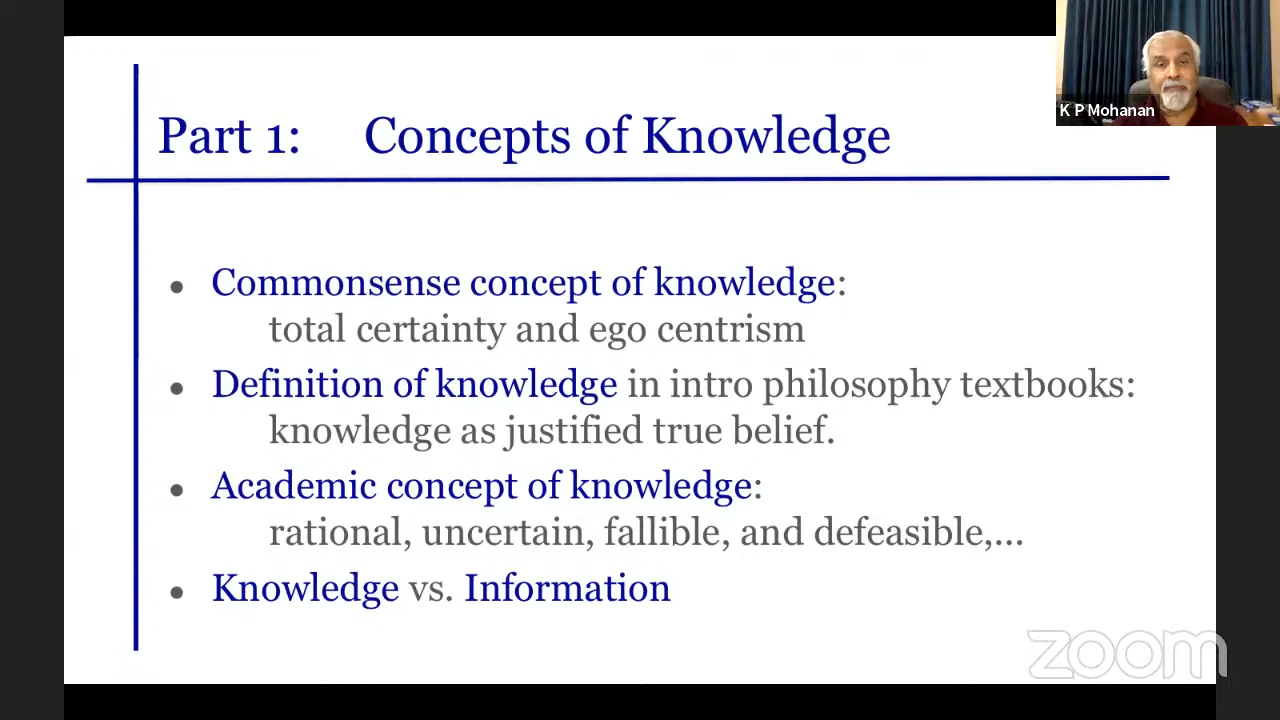 K P Mohanan
Part 1: Concepts of Knowledge
• Commonsense concept of knowledge:
total certainty and ego centrism
• Definition of knowledge in intro philosophy textbooks:
knowledge as justified true belief.
• Academic concept of knowledge:
rational, uncertain, fallible, and defeasible,...
• Knowledge vs. Information
zoom